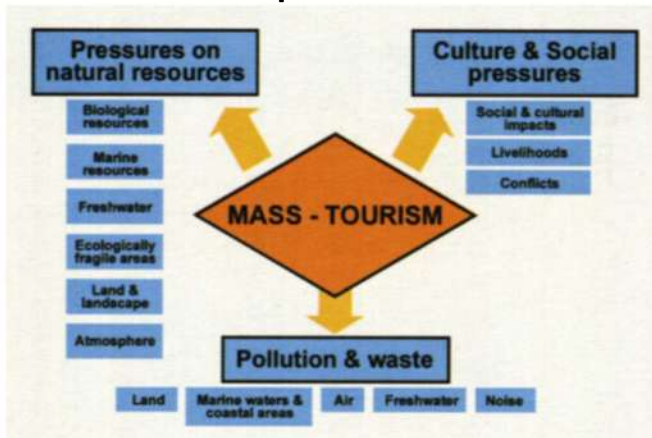 Pressures on
natural resources
Biological
resources
Marine
resources
Freshwater
Ecologically
fragile areas
Land &
landscape
Atmosphere
Culture & Social
pressures
Social & cultural
impacts
Livelihoods
Conflicts
MASS - TOURISM
Pollution & waste
Land
Marine waters &
coastal areas
Air
Freshwater
Noise